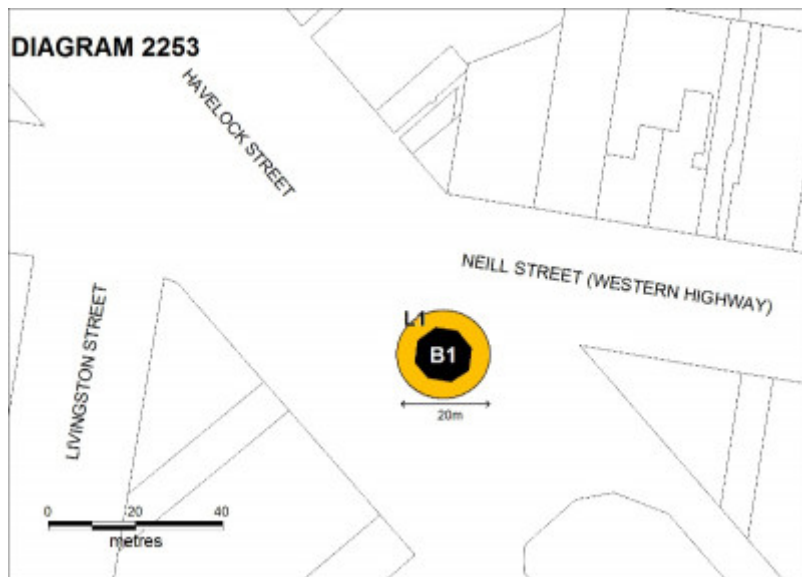 DIAGRAM 2253
HAVELOCK STREET
NEILL STREET (WESTERN HIGHWAY)
LIVINGSTON STREET
L1
B1
20m
0 20 40
metres